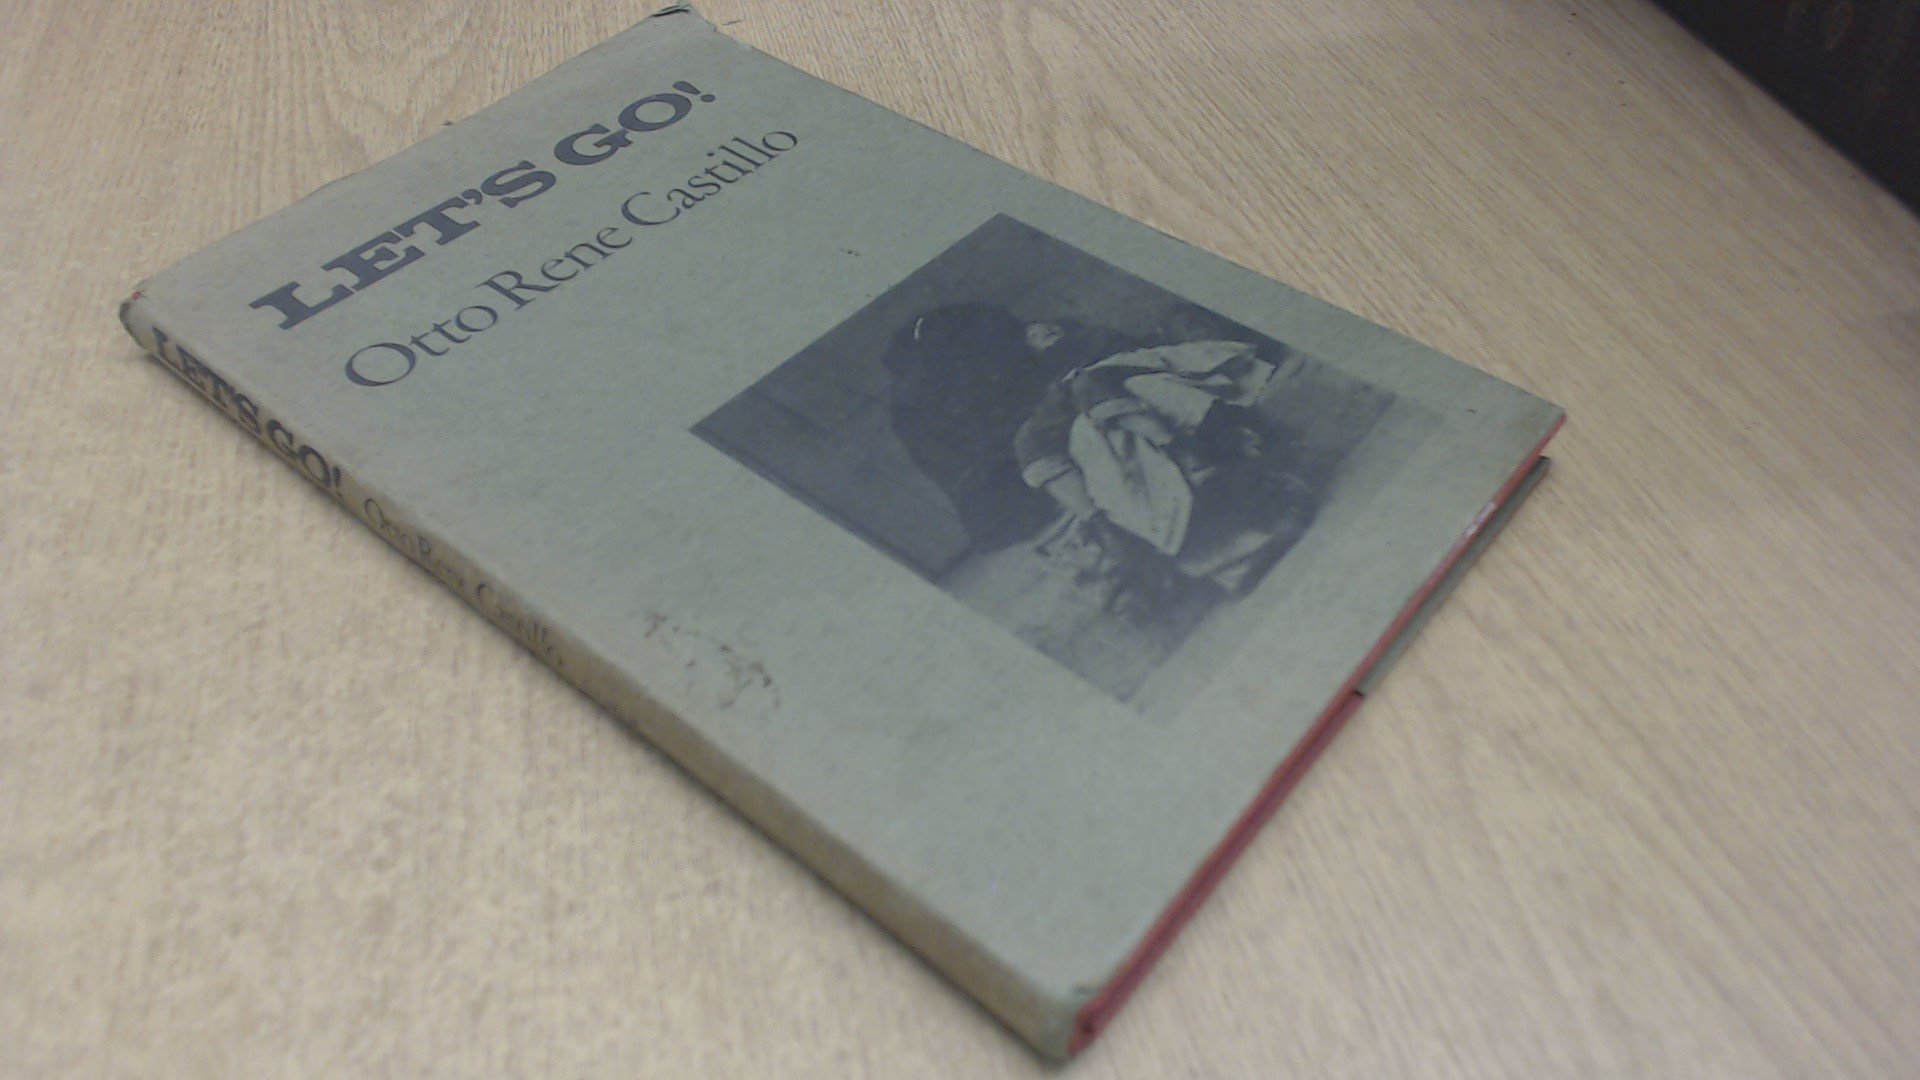 LET'S GO!
Otto Rene Castillo
LET'S GO! Otto Rene Castillo